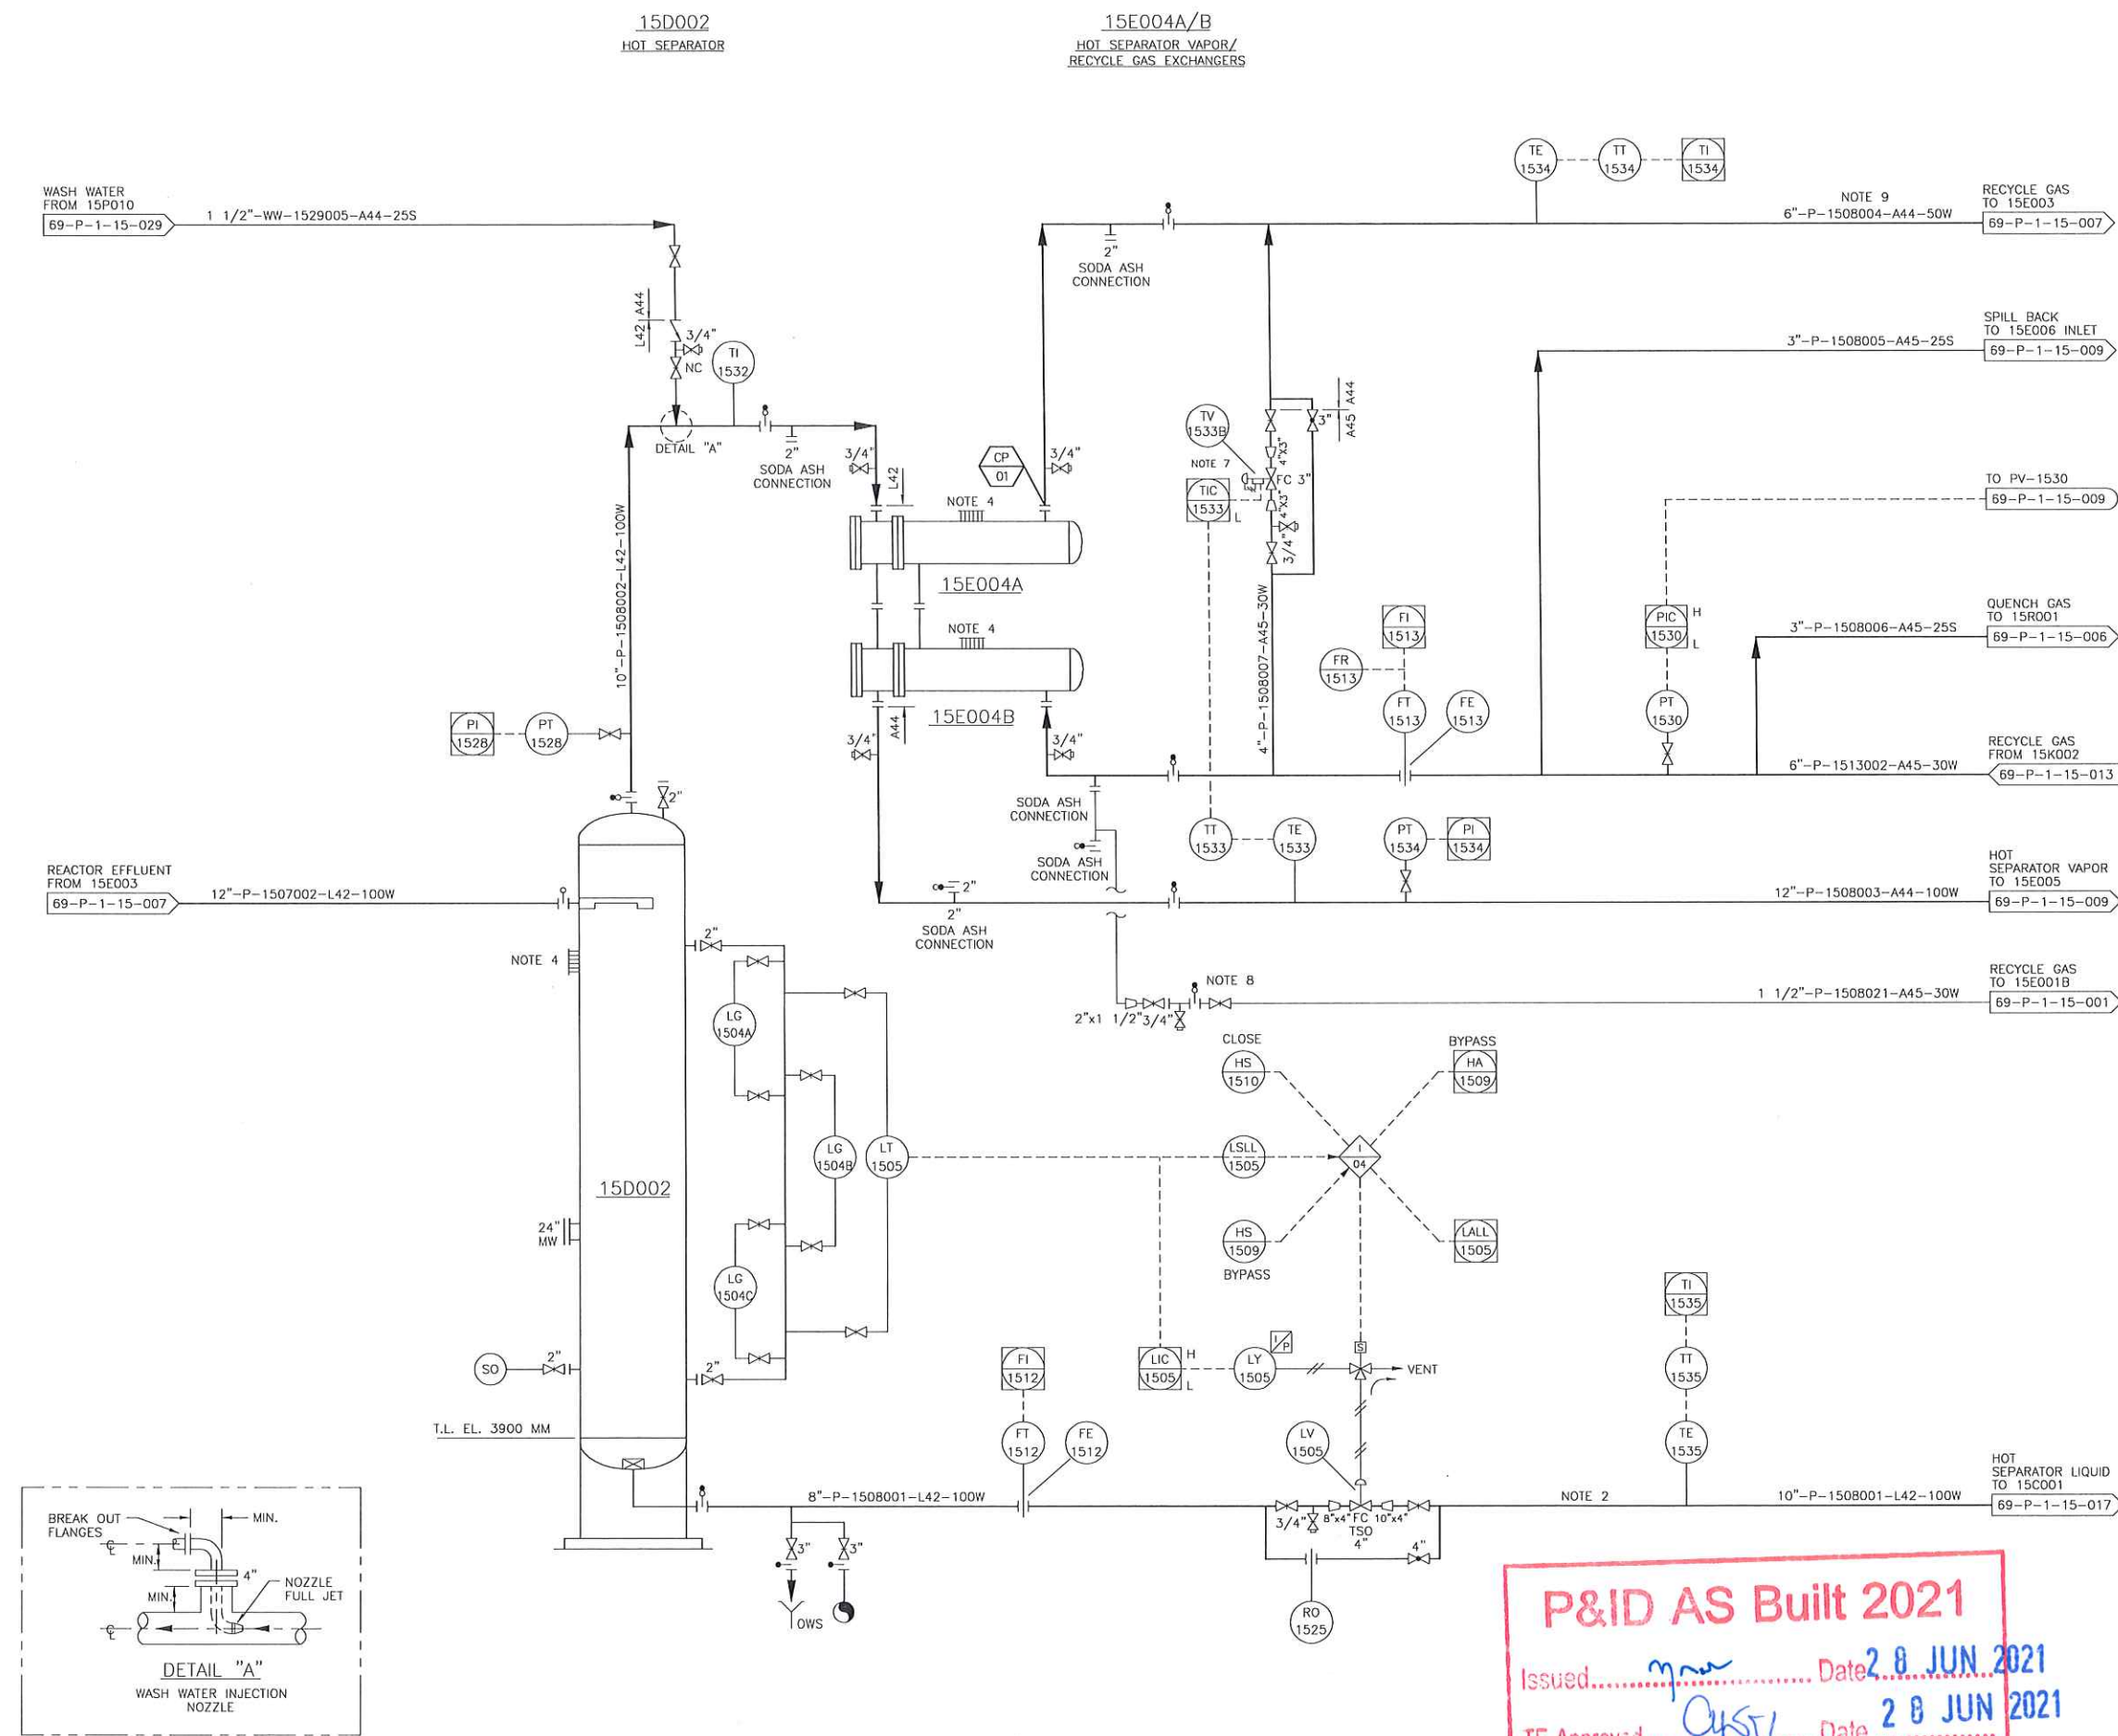 15D002
HOT SEPARATOR
15E004A/B
HOT SEPARATOR VAPOR/
RECYCLE GAS EXCHANGERS
WASH WATER
FROM 15P010
69-P-1-15-029
1 1/2"-WW-1529005-A44-25S
L42
A44
3/4"
NC
TI
1532
DETAIL "A"
2"
SODA ASH
CONNECTION
3/4"
L42
CP
01
3/4"
NOTE 4
15E004A
NOTE 4
15E004B
A44
3/4"
3/4"
2"
SODA ASH
CONNECTION
TE
1534
TT
1534
TI
1534
NOTE 9
6"-P-1508004-A44-50W
RECYCLE GAS
TO 15E003
69-P-1-15-007
3"-P-1508005-A45-25S
SPILL BACK
TO 15E006 INLET
69-P-1-15-009
TV
1533B
NOTE 7
TIC
1533
L
4"x3"
FC 3"
4"x3"
3/4"
3"
A45
A44
4"-P-1508007-A45-30W
TO PV-1530
69-P-1-15-009
FI
1513
FR
1513
FT
1513
FE
1513
PIC
1530
H
L
PT
1530
3"-P-1508006-A45-25S
QUENCH GAS
TO 15R001
69-P-1-15-006
6"-P-1513002-A45-30W
RECYCLE GAS
FROM 15K002
69-P-1-15-013
10"-P-1508002-L42-100W
PI
1528
PT
1528
2"
SODA ASH
CONNECTION
SODA ASH
CONNECTION
TT
1533
TE
1533
PT
1534
PI
1534
REACTOR EFFLUENT
FROM 15E003
69-P-1-15-007
12"-P-1507002-L42-100W
2"
2"
SODA ASH
CONNECTION
12"-P-1508003-A44-100W
HOT
SEPARATOR VAPOR
TO 15E005
69-P-1-15-009
NOTE 4
2"
LG
1504A
LG
1504B
LG
1504C
LT
1505
NOTE 8
2"x1 1/2"
3/4"
1 1/2"-P-1508021-A45-30W
RECYCLE GAS
TO 15E001B
69-P-1-15-001
CLOSE
HS
1510
BYPASS
HA
1509
LSLL
1505
I
04
HS
1509
BYPASS
LALL
1505
15D002
24"
MW
SO
2"
2"
T.L. EL. 3900 MM
FI
1512
FT
1512
FE
1512
LIC
1505
H
L
LY
1505
I
P
S
VENT
LV
1505
TI
1535
TT
1535
TE
1535
8"-P-1508001-L42-100W
3"
3"
OWS
3/4"
8"x4"
FC
TSO
4"
10"x4"
4"
RO
1525
NOTE 2
10"-P-1508001-L42-100W
HOT
SEPARATOR LIQUID
TO 15C001
69-P-1-15-017
BREAK OUT
FLANGES
MIN.
MIN.
MIN.
4"
NOZZLE
FULL JET
DETAIL "A"
WASH WATER INJECTION
NOZZLE
P&ID AS Built 2021
Issued Date 28 JUN 2021
TE Approved Date 28 JUN 2021